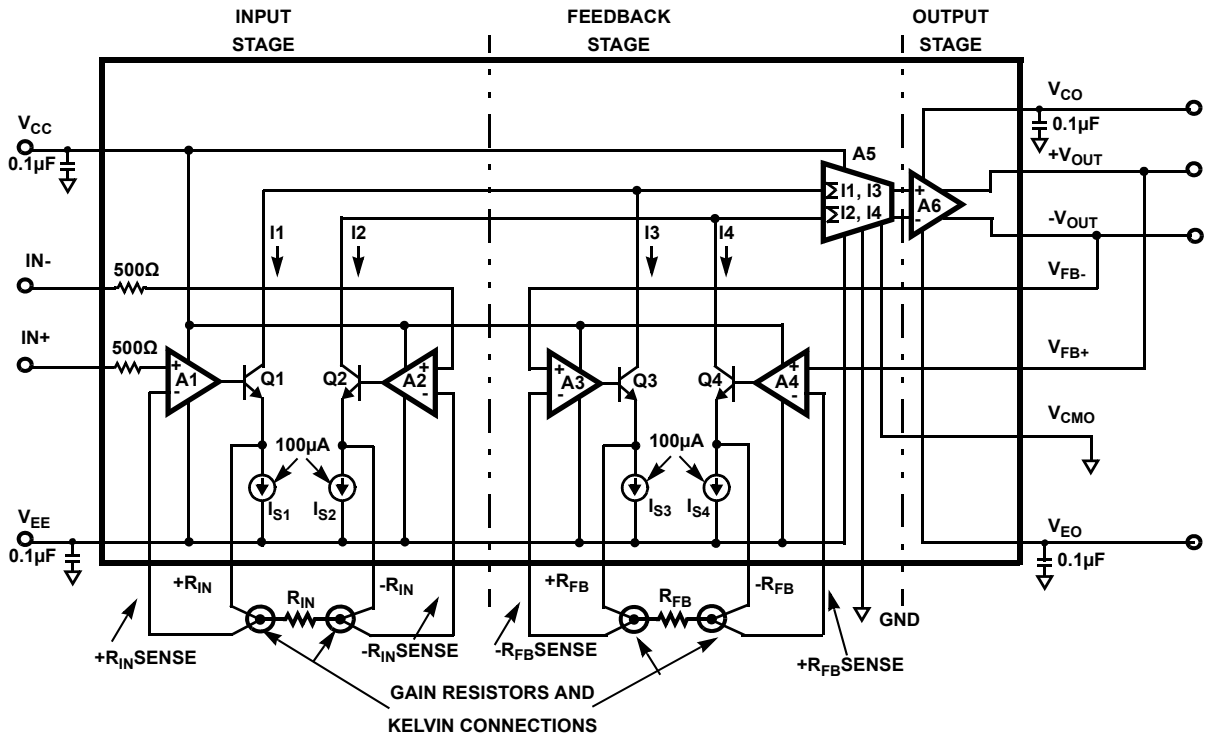 INPUT
STAGE
FEEDBACK
STAGE
OUTPUT
STAGE
VCC
0.1µF
VCO
0.1µF
A5
+VOUT
ΣI1, I3
ΣI2, I4
+
-
A6
-VOUT
I1
I2
I3
I4
IN-
500Ω
VFB-
IN+
500Ω
VFB+
+
-
A1
Q1
Q2
+
-
A2
+
-
A3
Q3
Q4
+
-
A4
VCMO
100µA
100µA
IS1
IS2
IS3
IS4
VEE
0.1µF
VEO
0.1µF
+RIN
-RIN
+RFB
-RFB
RIN
RFB
GND
+RINSENSE
-RINSENSE
-RFBSENSE
+RFBSENSE
GAIN RESISTORS AND
KELVIN CONNECTIONS